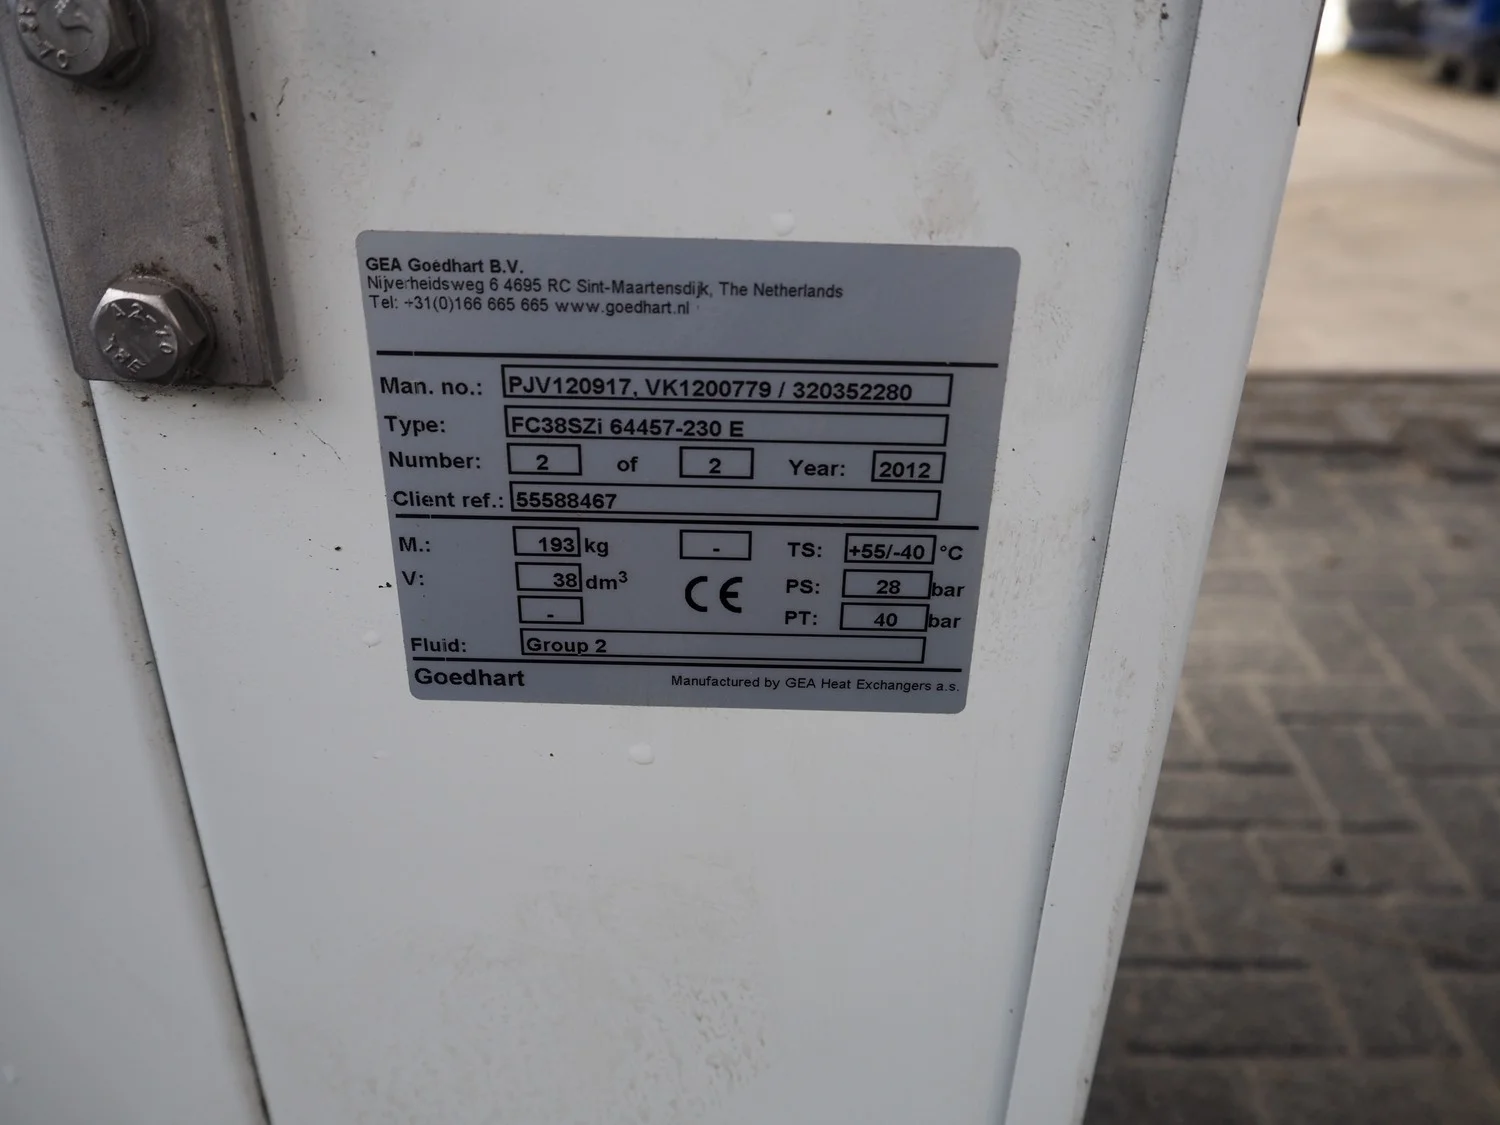 GEA Goedhart B.V.
Nijverheidsweg 6 4695 RC Sint-Maartensdijk, The Netherlands
Tel: +31(0)166 665 665 www.goedhart.nl
Man. no.: PJV120917, VK1200779 / 320352280
Type: FC38SZi 64457-230 E
Number: 2 of 2 Year: 2012
Client ref.: 55588467
M.: 193 kg - TS: +55/-40 °C
V: 38 dm³ CE PS: 28 bar
- PT: 40 bar
Fluid: Group 2
Goedhart Manufactured by GEA Heat Exchangers a.s.
A2-70